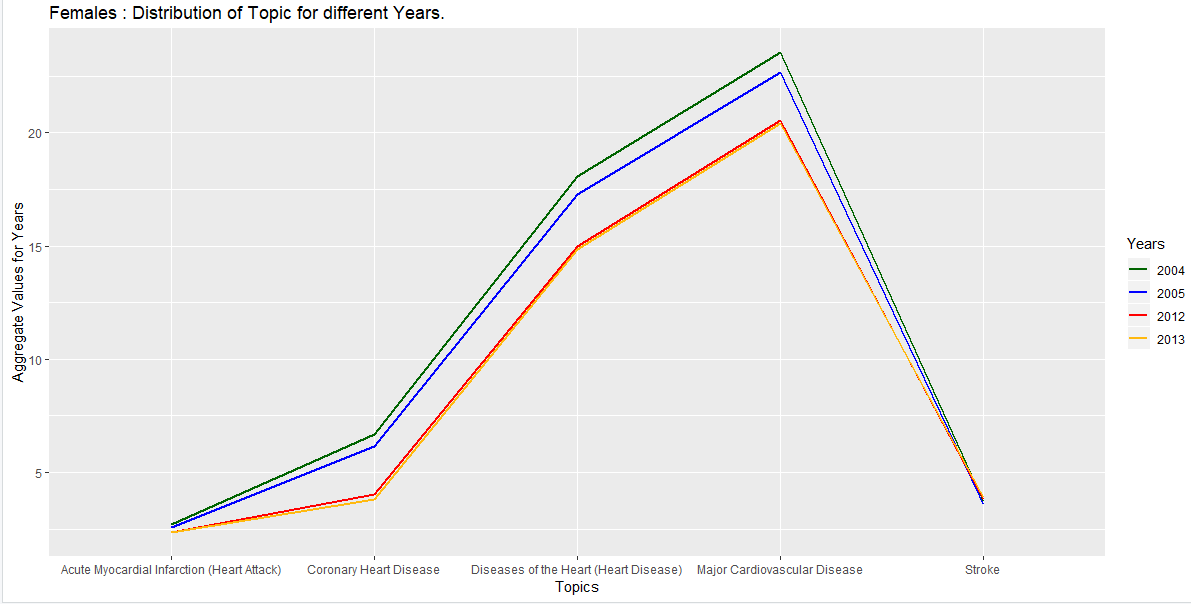 Females : Distribution of Topic for different Years.
Aggregate Values for Years
20
15
10
5
Acute Myocardial Infarction (Heart Attack)
Coronary Heart Disease
Diseases of the Heart (Heart Disease)
Major Cardiovascular Disease
Stroke
Topics
Years
2004
2005
2012
2013